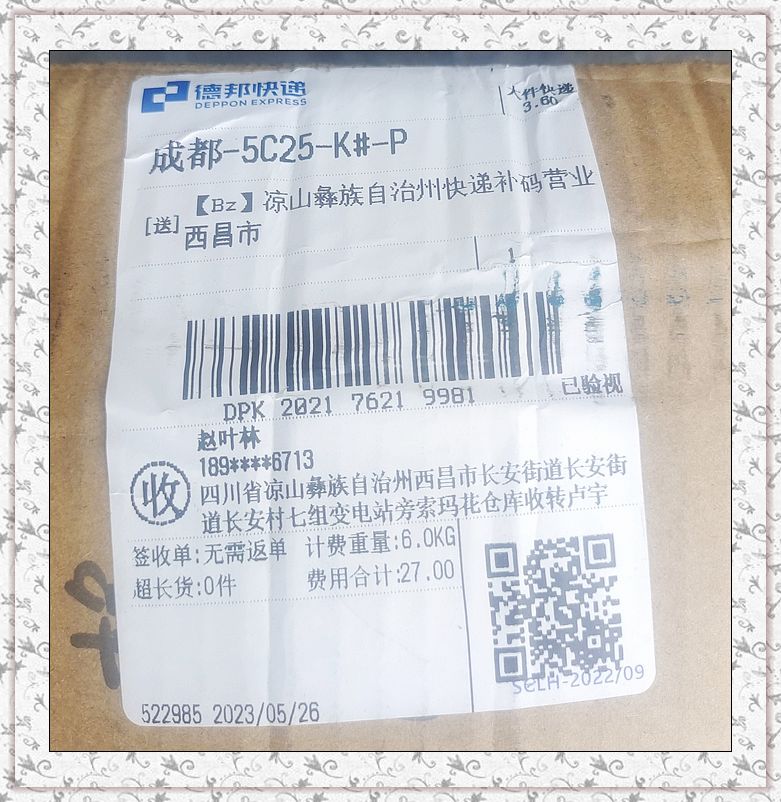 德邦快递
DEPPON EXPRESS
大件快递
3.60
成都-5C25-K#-P
[送]
【Bz】凉山彝族自治州快递补码营业
西昌市
1
DPK 2021 7621 9981
已验视
收
赵叶林
189****6713
四川省凉山彝族自治州西昌市长安街道长安街
道长安村七组变电站旁索玛花仓库收转卢宇
签收单:无需返单 计费重量:6.0KG
超长货:0件 费用合计:27.00
SCLH-2022/09
522985 2023/05/26